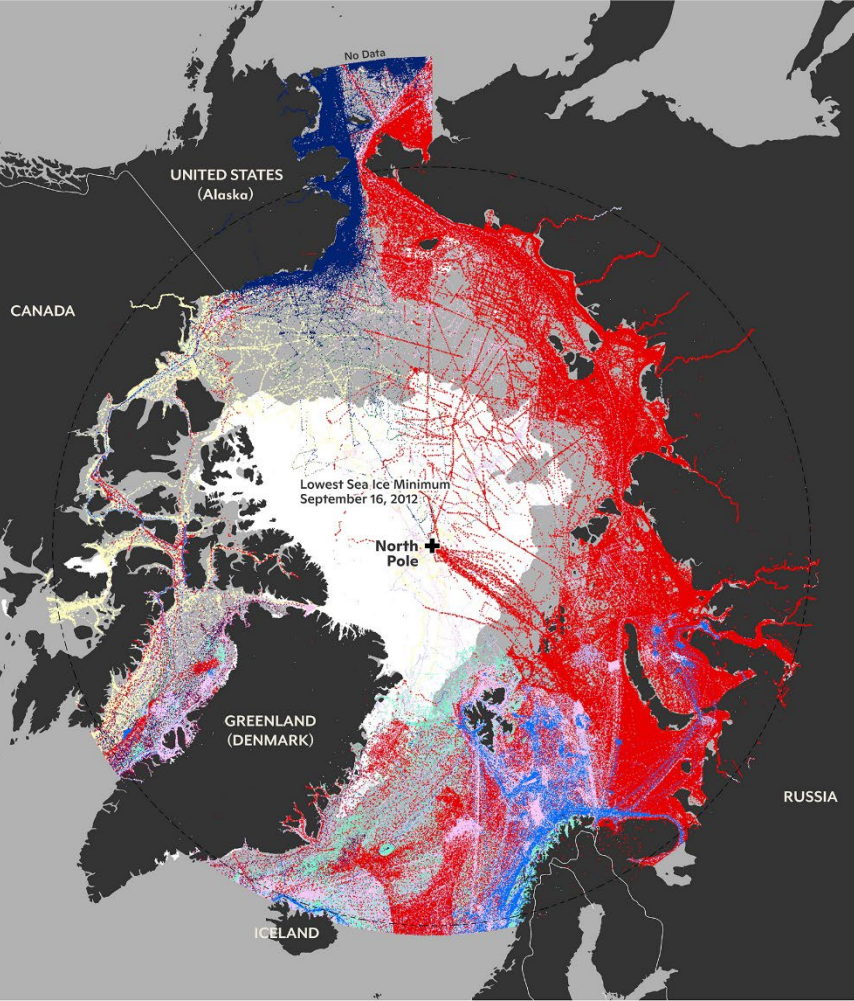 No Data
UNITED STATES
(Alaska)
CANADA
Lowest Sea Ice Minimum
September 16, 2012
North
Pole
GREENLAND
(DENMARK)
RUSSIA
ICELAND